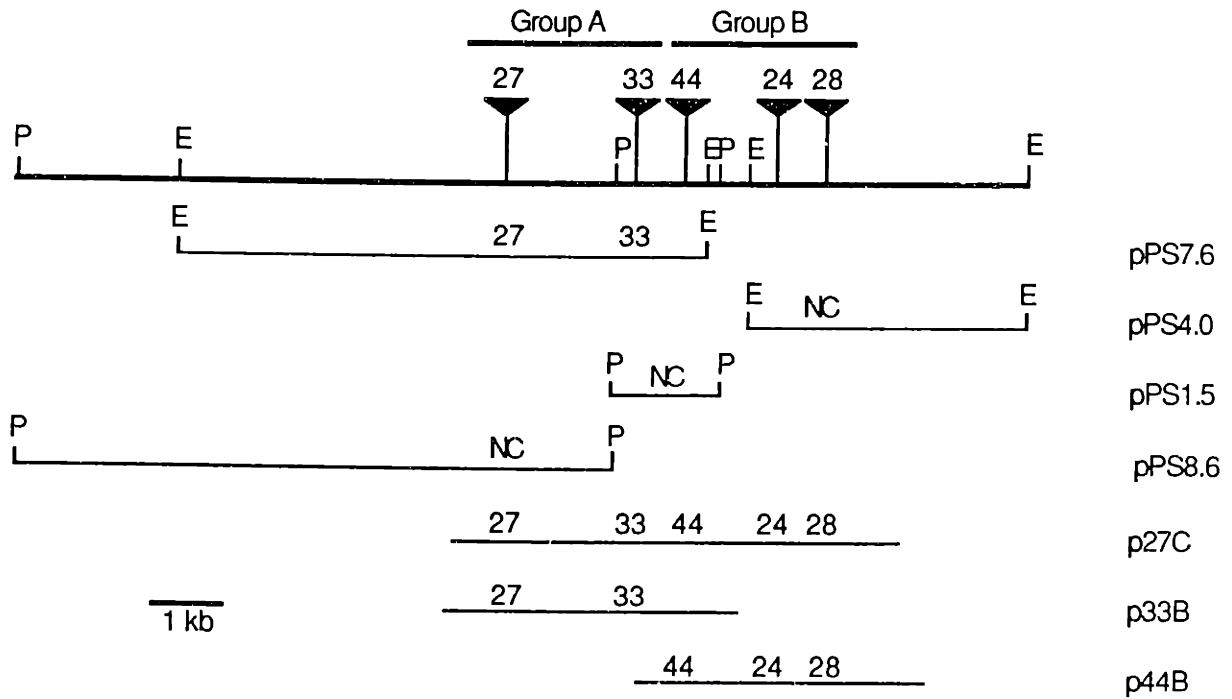 Group A Group B
27 33 44 24 28
P E P E P E E
E 27 33 E pPS7.6
E NC E pPS4.0
P NC P pPS1.5
P NC P pPS8.6
27 33 44 24 28 p27C
27 33 p33B
1 kb
44 24 28 p44B